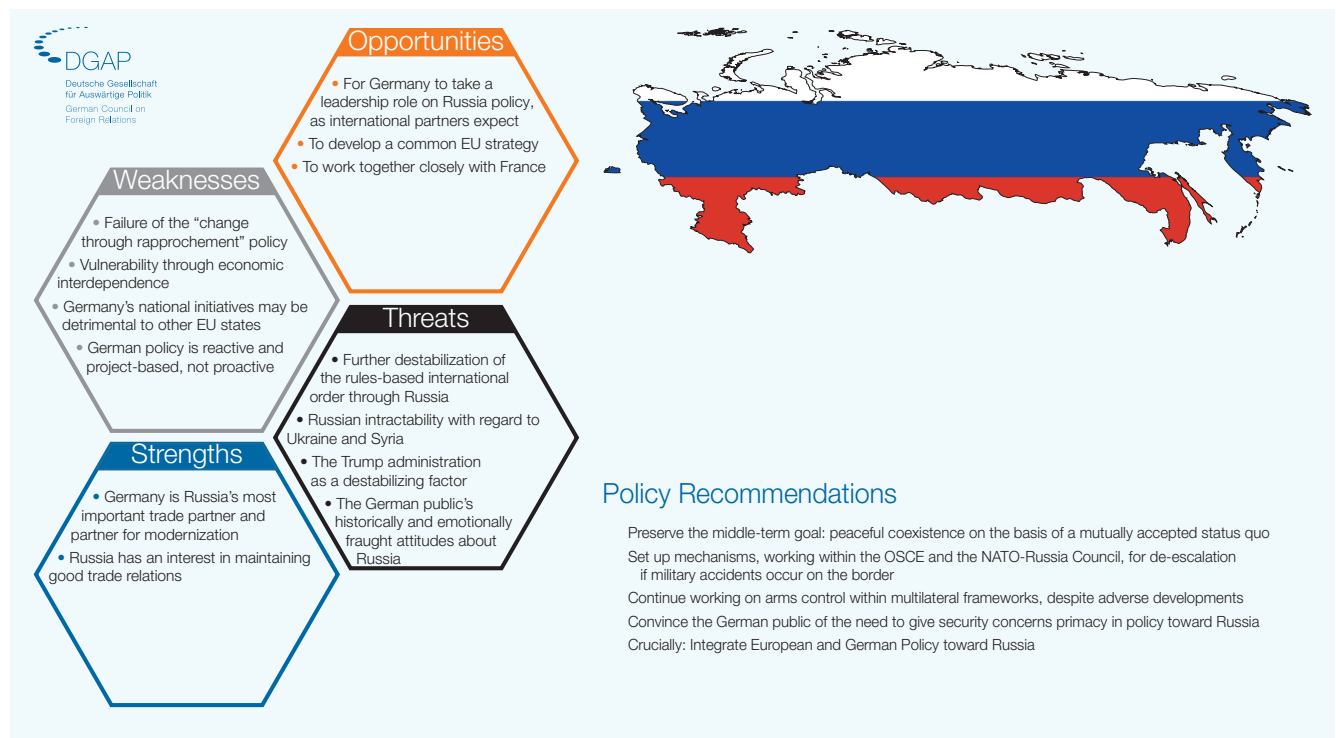 DGAP
Deutsche Gesellschaft
für Auswärtige Politik
German Council on
Foreign Relations
Opportunities
• For Germany to take a
leadership role on Russia policy,
as international partners expect
• To develop a common EU strategy
• To work together closely with France
Weaknesses
• Failure of the “change
through rapprochement” policy
• Vulnerability through economic
interdependence
• Germany’s national initiatives may be
detrimental to other EU states
• German policy is reactive and
project-based, not proactive
Threats
• Further destabilization of
the rules-based international
order through Russia
• Russian intractability with regard to
Ukraine and Syria
• The Trump administration
as a destabilizing factor
• The German public’s
historically and emotionally
fraught attitudes about
Russia
Strengths
• Germany is Russia’s most
important trade partner and
partner for modernization
• Russia has an interest in maintaining
good trade relations
Policy Recommendations
Preserve the middle-term goal: peaceful coexistence on the basis of a mutually accepted status quo
Set up mechanisms, working within the OSCE and the NATO-Russia Council, for de-escalation
if military accidents occur on the border
Continue working on arms control within multilateral frameworks, despite adverse developments
Convince the German public of the need to give security concerns primacy in policy toward Russia
Crucially: Integrate European and German Policy toward Russia